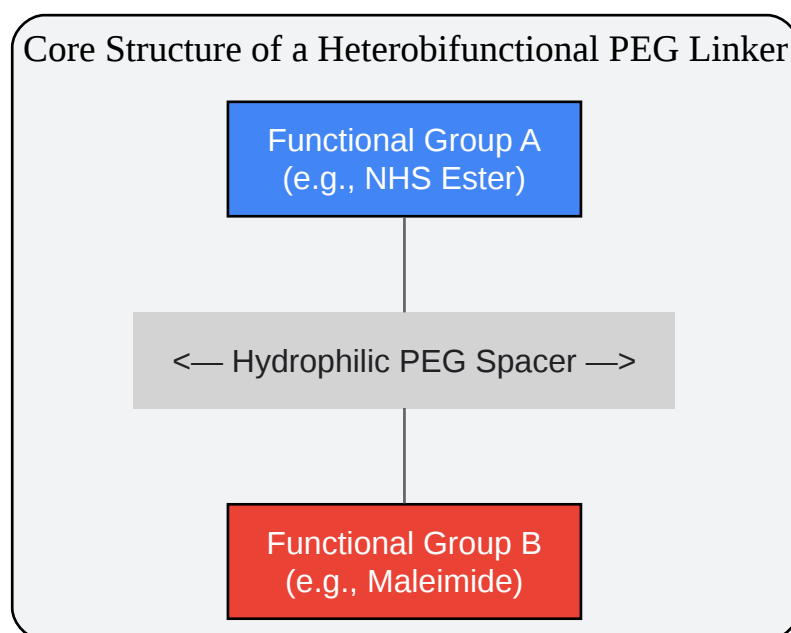 Core Structure of a Heterobifunctional PEG Linker
Functional Group A
(e.g., NHS Ester)
<— Hydrophilic PEG Spacer —>
Functional Group B
(e.g., Maleimide)